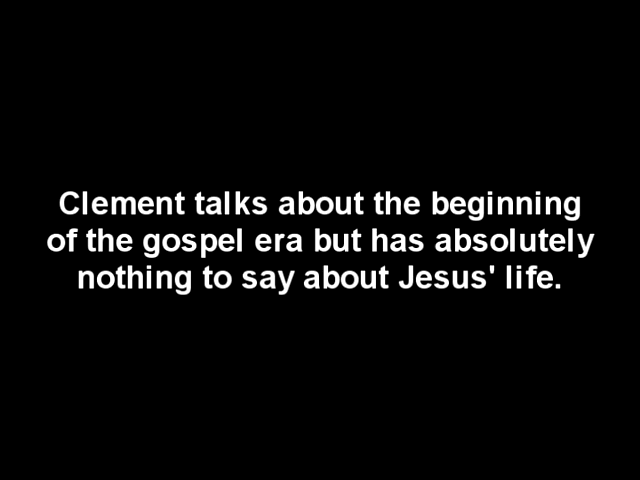 Clement talks about the beginning
of the gospel era but has absolutely
nothing to say about Jesus' life.